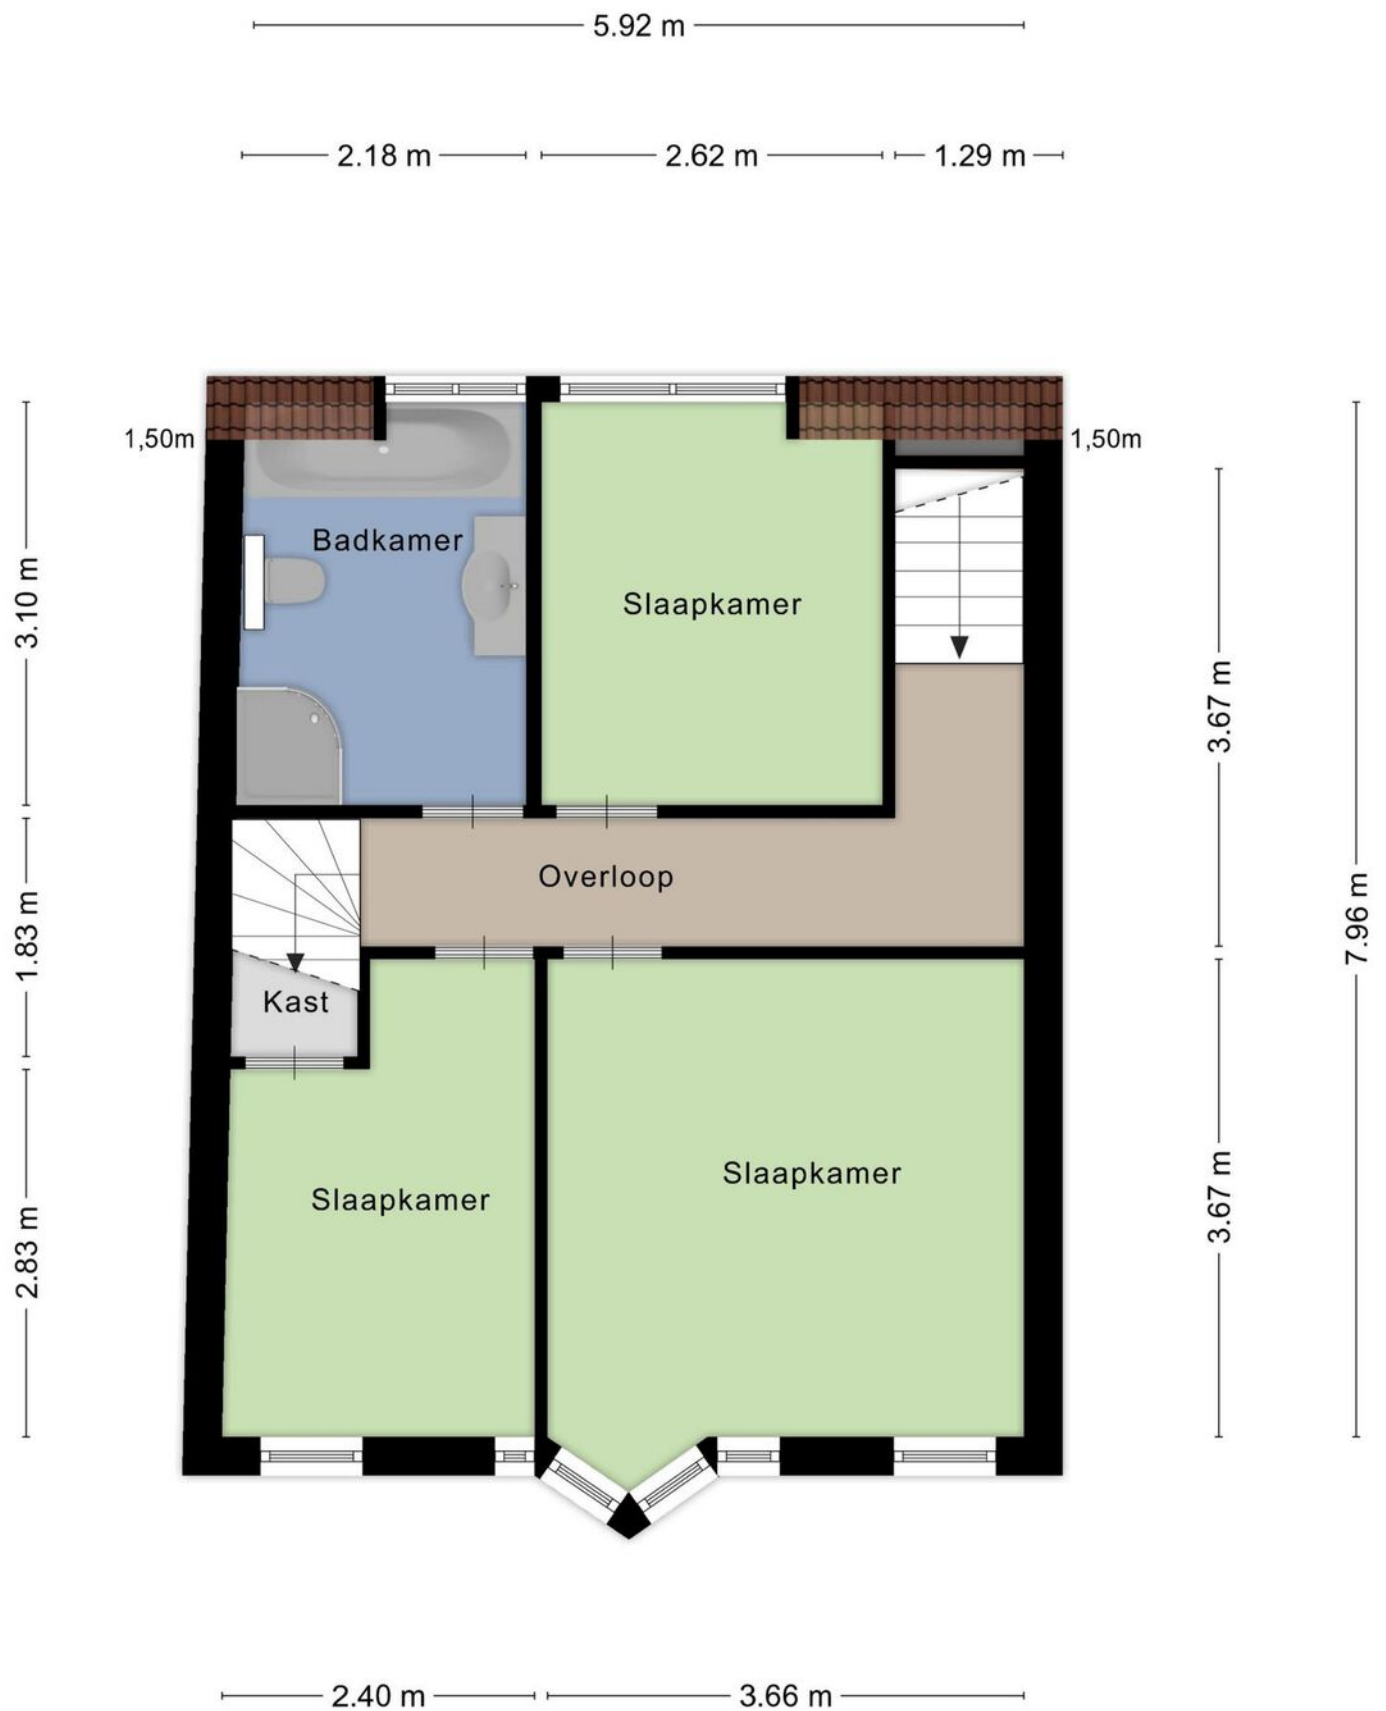 5.92 m
2.18 m
2.62 m
1.29 m
1,50m
1,50m
Badkamer
3.10 m
Slaapkamer
3.67 m
Overloop
1.83 m
7.96 m
Kast
Slaapkamer
Slaapkamer
3.67 m
2.83 m
2.40 m
3.66 m